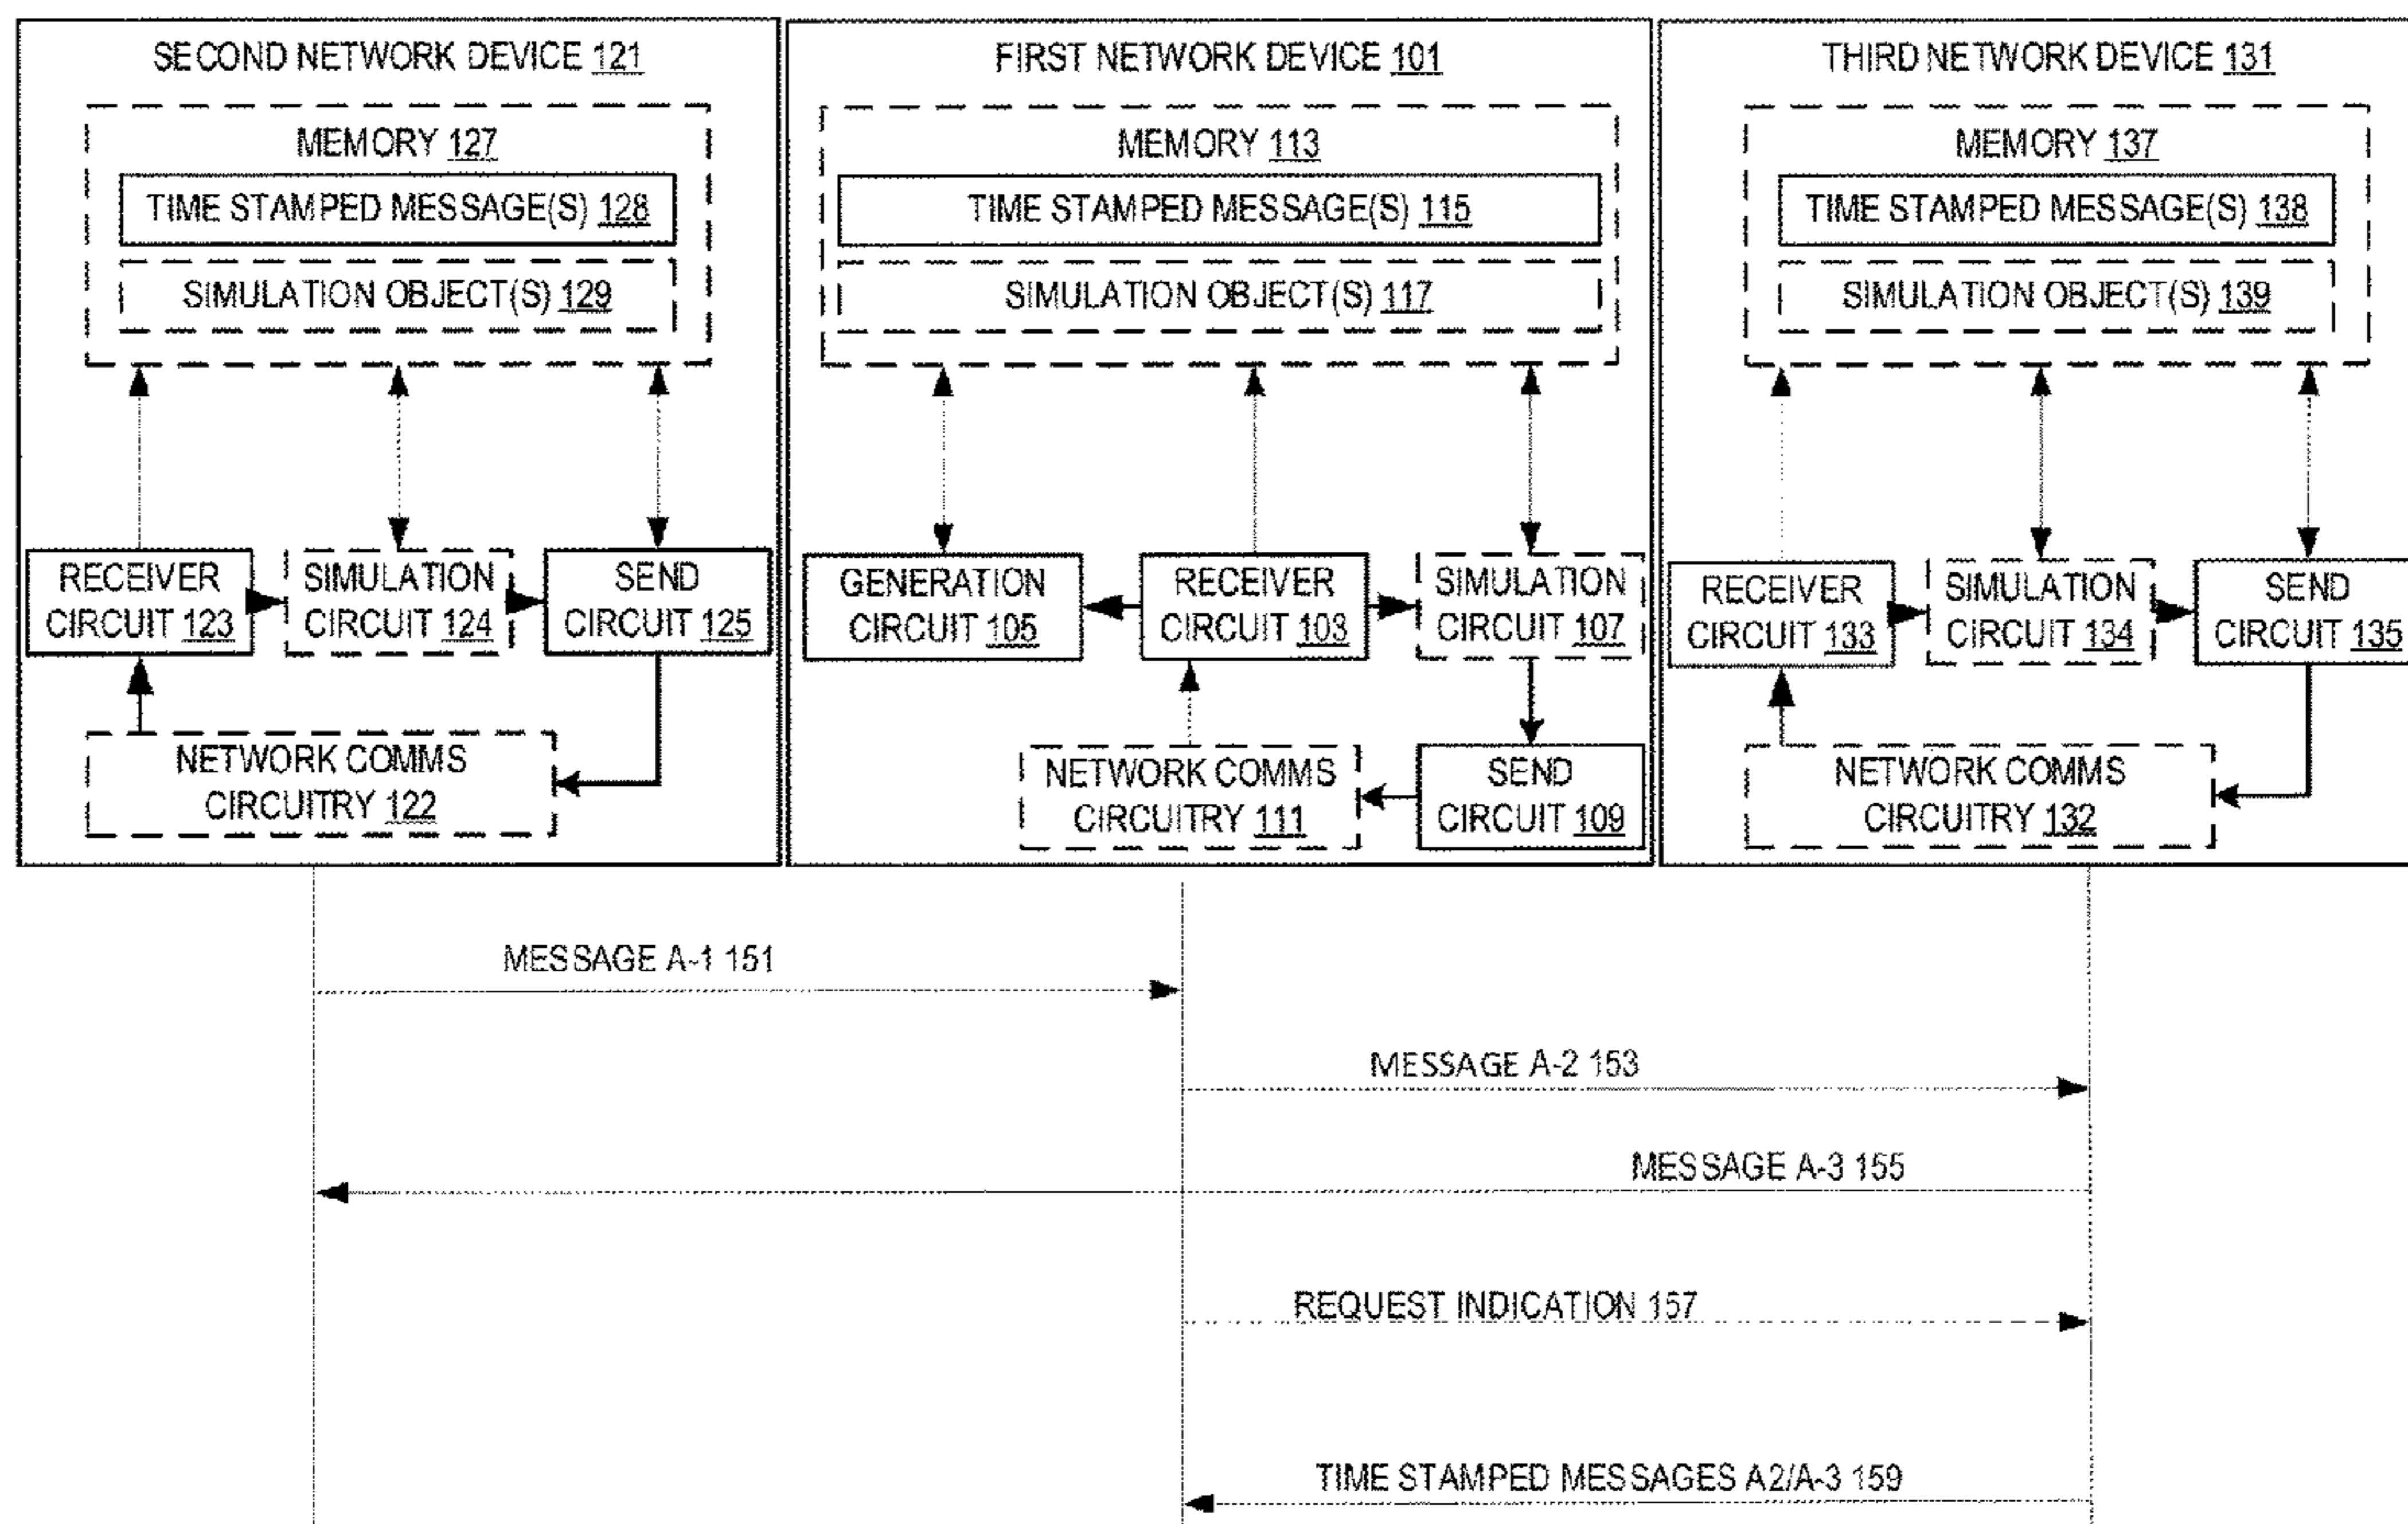 SECOND NETWORK DEVICE 121
MEMORY 127
TIME STAMPED MESSAGE(S) 128
SIMULATION OBJECT(S) 129
RECEIVER
CIRCUIT 123
SIMULATION
CIRCUIT 124
SEND
CIRCUIT 125
NETWORK COMMS
CIRCUITRY 122
FIRST NETWORK DEVICE 101
MEMORY 113
TIME STAMPED MESSAGE(S) 115
SIMULATION OBJECT(S) 117
GENERATION
CIRCUIT 105
RECEIVER
CIRCUIT 103
SIMULATION
CIRCUIT 107
NETWORK COMMS
CIRCUITRY 111
SEND
CIRCUIT 109
THIRD NETWORK DEVICE 131
MEMORY 137
TIME STAMPED MESSAGE(S) 138
SIMULATION OBJECT(S) 139
RECEIVER
CIRCUIT 133
SIMULATION
CIRCUIT 134
SEND
CIRCUIT 135
NETWORK COMMS
CIRCUITRY 132
MESSAGE A-1 151
MESSAGE A-2 153
MESSAGE A-3 155
REQUEST INDICATION 157
TIME STAMPED MESSAGES A2/A-3 159